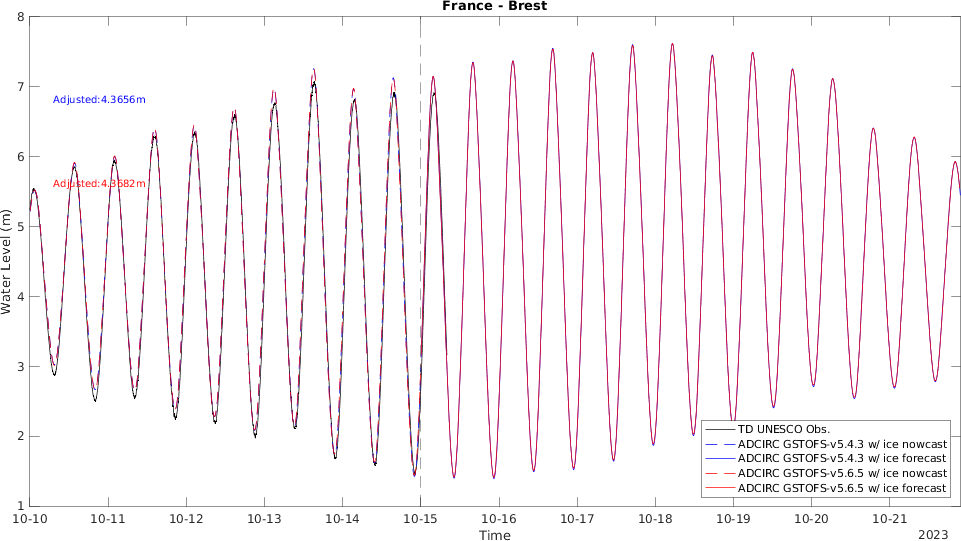 France - Brest
8
7
6
5
4
3
2
1
Water Level (m)
Adjusted:4.3656m
Adjusted:4.3682m
TD UNESCO Obs.
ADCIRC GSTOFS-v5.4.3 w/ ice nowcast
ADCIRC GSTOFS-v5.4.3 w/ ice forecast
ADCIRC GSTOFS-v5.6.5 w/ ice nowcast
ADCIRC GSTOFS-v5.6.5 w/ ice forecast
10-10 10-11 10-12 10-13 10-14 10-15 10-16 10-17 10-18 10-19 10-20 10-21
Time
2023